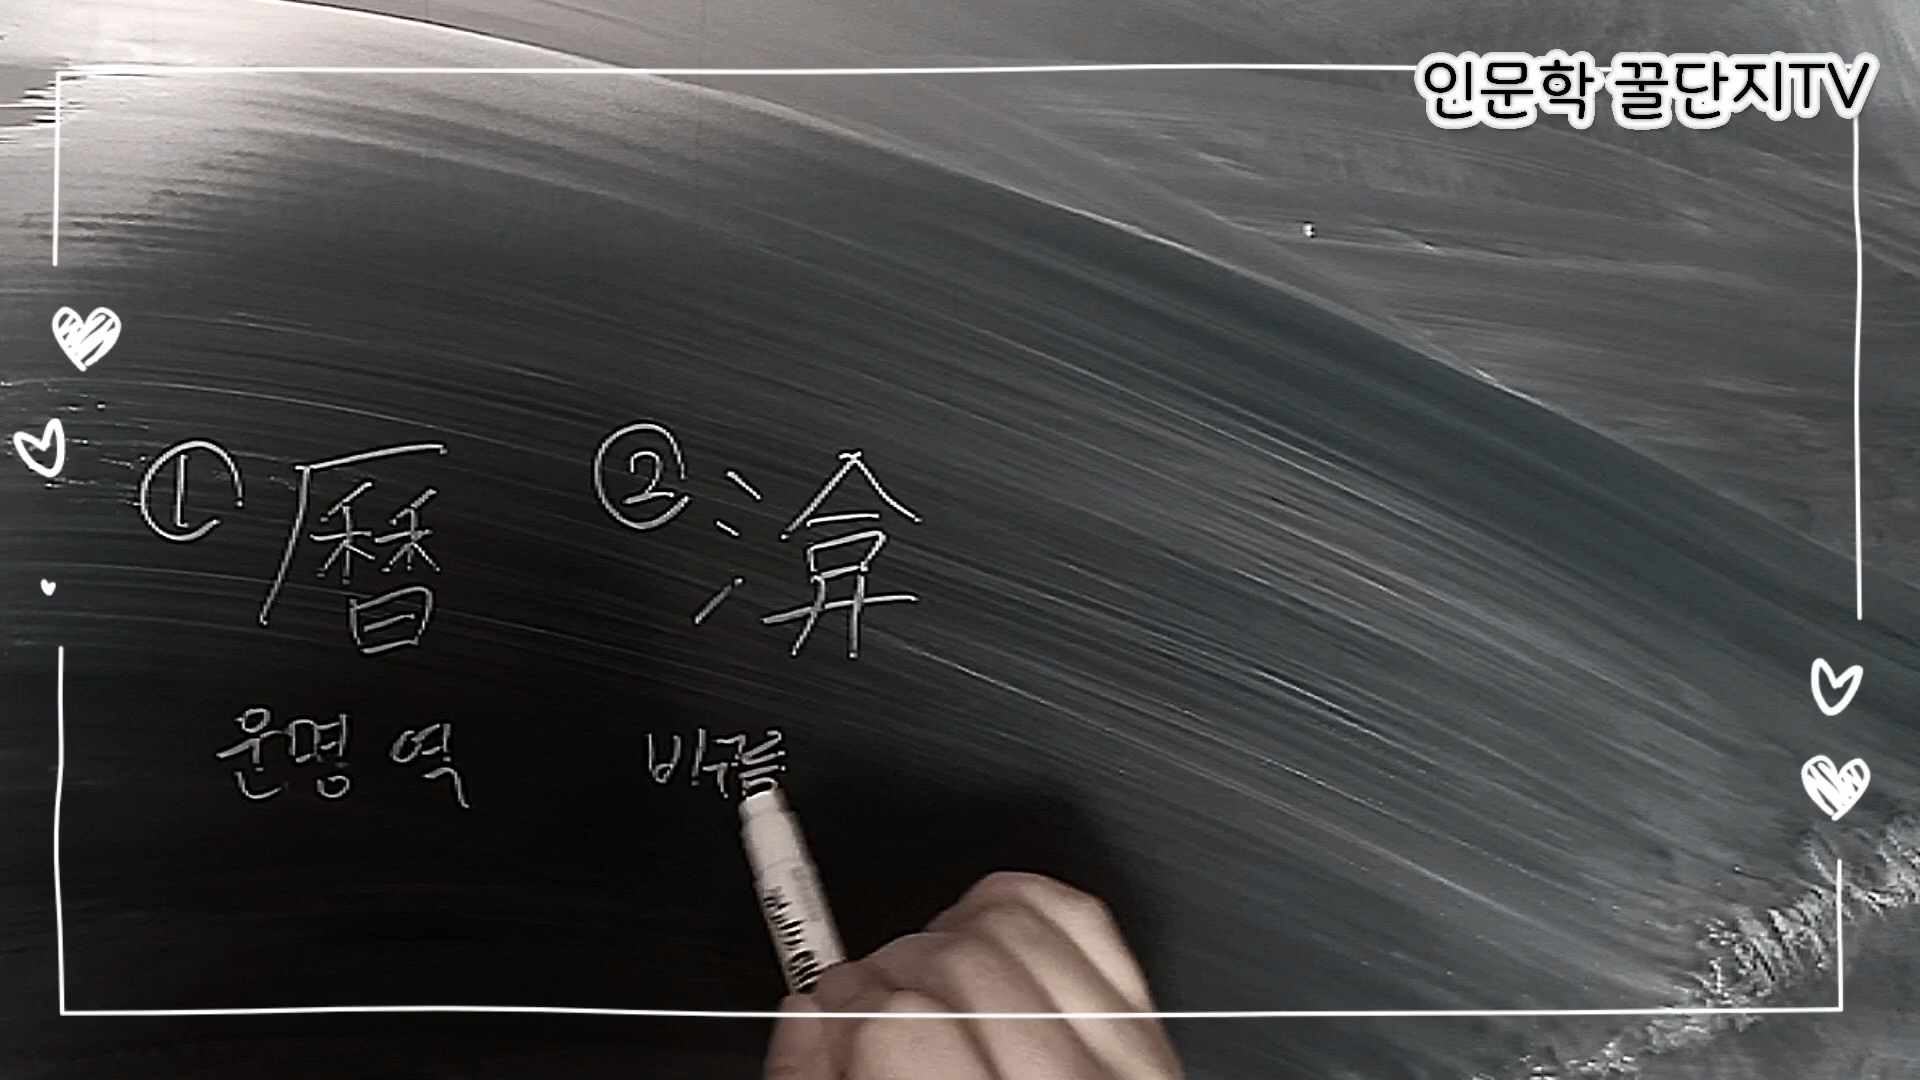 인문학 꿀단지TV
① 曆 ② 渰
운명 역 비구름